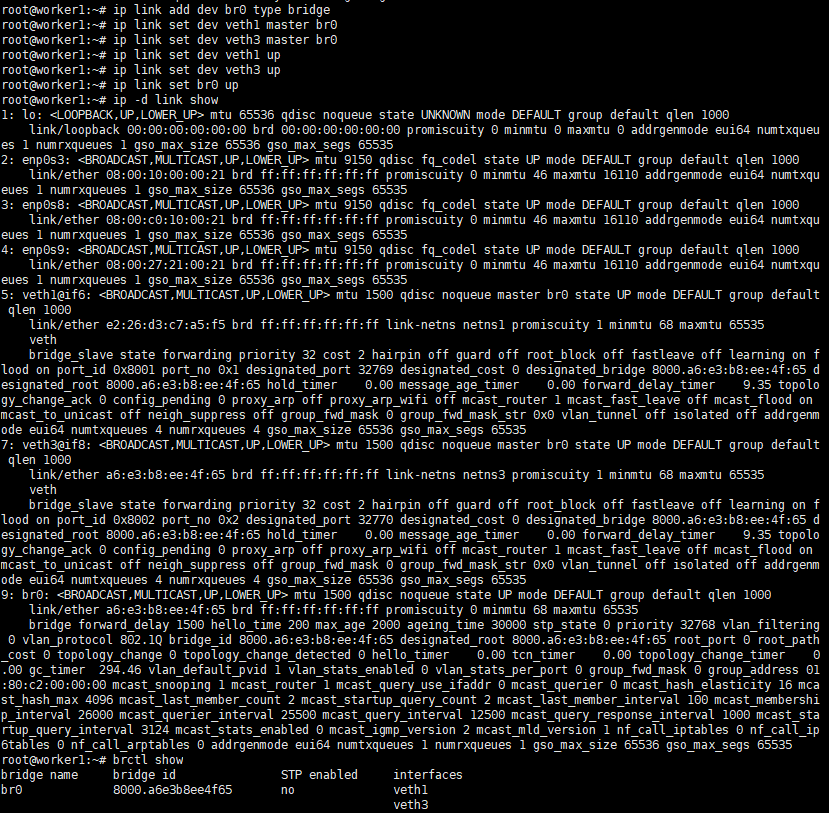 root@worker1:~# ip link add dev br0 type bridge
root@worker1:~# ip link set dev veth1 master br0
root@worker1:~# ip link set dev veth3 master br0
root@worker1:~# ip link set dev veth1 up
root@worker1:~# ip link set dev veth3 up
root@worker1:~# ip link set br0 up
root@worker1:~# ip -d link show
1: lo: <LOOPBACK,UP,LOWER_UP> mtu 65536 qdisc noqueue state UNKNOWN mode DEFAULT group default qlen 1000
    link/loopback 00:00:00:00:00:00 brd 00:00:00:00:00:00 promiscuity 0 minmtu 0 maxmtu 0 addrgenmode eui64 numtxqueu
es 1 numrxqueues 1 gso_max_size 65536 gso_max_segs 65535
2: enp0s3: <BROADCAST,MULTICAST,UP,LOWER_UP> mtu 9150 qdisc fq_codel state UP mode DEFAULT group default qlen 1000
    link/ether 08:00:10:00:00:21 brd ff:ff:ff:ff:ff:ff promiscuity 0 minmtu 46 maxmtu 16110 addrgenmode eui64 numtxqu
eues 1 numrxqueues 1 gso_max_size 65536 gso_max_segs 65535
3: enp0s8: <BROADCAST,MULTICAST,UP,LOWER_UP> mtu 9150 qdisc fq_codel state UP mode DEFAULT group default qlen 1000
    link/ether 08:00:c0:10:00:21 brd ff:ff:ff:ff:ff:ff promiscuity 0 minmtu 46 maxmtu 16110 addrgenmode eui64 numtxqu
eues 1 numrxqueues 1 gso_max_size 65536 gso_max_segs 65535
4: enp0s9: <BROADCAST,MULTICAST,UP,LOWER_UP> mtu 9150 qdisc fq_codel state UP mode DEFAULT group default qlen 1000
    link/ether 08:00:27:21:00:21 brd ff:ff:ff:ff:ff:ff promiscuity 0 minmtu 46 maxmtu 16110 addrgenmode eui64 numtxqu
eues 1 numrxqueues 1 gso_max_size 65536 gso_max_segs 65535
5: veth1@if6: <BROADCAST,MULTICAST,UP,LOWER_UP> mtu 1500 qdisc noqueue master br0 state UP mode DEFAULT group default
 qlen 1000
    link/ether e2:26:d3:c7:a5:f5 brd ff:ff:ff:ff:ff:ff link-netns netns1 promiscuity 1 minmtu 68 maxmtu 65535
    veth
    bridge_slave state forwarding priority 32 cost 2 hairpin off guard off root_block off fastleave off learning on f
lood on port_id 0x8001 port_no 0x1 designated_port 32769 designated_cost 0 designated_bridge 8000.a6:e3:b8:ee:4f:65 d
esignated_root 8000.a6:e3:b8:ee:4f:65 hold_timer    0.00 message_age_timer    0.00 forward_delay_timer    9.35 topolo
gy_change_ack 0 config_pending 0 proxy_arp off proxy_arp_wifi off mcast_router 1 mcast_fast_leave off mcast_flood on
mcast_to_unicast off neigh_suppress off group_fwd_mask 0 group_fwd_mask_str 0x0 vlan_tunnel off isolated off addrgenm
ode eui64 numtxqueues 4 numrxqueues 4 gso_max_size 65536 gso_max_segs 65535
7: veth3@if8: <BROADCAST,MULTICAST,UP,LOWER_UP> mtu 1500 qdisc noqueue master br0 state UP mode DEFAULT group default
 qlen 1000
    link/ether a6:e3:b8:ee:4f:65 brd ff:ff:ff:ff:ff:ff link-netns netns3 promiscuity 1 minmtu 68 maxmtu 65535
    veth
    bridge_slave state forwarding priority 32 cost 2 hairpin off guard off root_block off fastleave off learning on f
lood on port_id 0x8002 port_no 0x2 designated_port 32770 designated_cost 0 designated_bridge 8000.a6:e3:b8:ee:4f:65 d
esignated_root 8000.a6:e3:b8:ee:4f:65 hold_timer    0.00 message_age_timer    0.00 forward_delay_timer    9.35 topolo
gy_change_ack 0 config_pending 0 proxy_arp off proxy_arp_wifi off mcast_router 1 mcast_fast_leave off mcast_flood on
mcast_to_unicast off neigh_suppress off group_fwd_mask 0 group_fwd_mask_str 0x0 vlan_tunnel off isolated off addrgenm
ode eui64 numtxqueues 4 numrxqueues 4 gso_max_size 65536 gso_max_segs 65535
9: br0: <BROADCAST,MULTICAST,UP,LOWER_UP> mtu 1500 qdisc noqueue state UP mode DEFAULT group default qlen 1000
    link/ether a6:e3:b8:ee:4f:65 brd ff:ff:ff:ff:ff:ff promiscuity 0 minmtu 68 maxmtu 65535
    bridge forward_delay 1500 hello_time 200 max_age 2000 ageing_time 30000 stp_state 0 priority 32768 vlan_filtering
 0 vlan_protocol 802.1Q bridge_id 8000.a6:e3:b8:ee:4f:65 designated_root 8000.a6:e3:b8:ee:4f:65 root_port 0 root_path
_cost 0 topology_change 0 topology_change_detected 0 hello_timer    0.00 tcn_timer    0.00 topology_change_timer    0
.00 gc_timer  294.46 vlan_default_pvid 1 vlan_stats_enabled 0 vlan_stats_per_port 0 group_fwd_mask 0 group_address 01
:80:c2:00:00:00 mcast_snooping 1 mcast_router 1 mcast_query_use_ifaddr 0 mcast_querier 0 mcast_hash_elasticity 16 mca
st_hash_max 4096 mcast_last_member_count 2 mcast_startup_query_count 2 mcast_last_member_interval 100 mcast_membershi
p_interval 26000 mcast_querier_interval 25500 mcast_query_interval 12500 mcast_query_response_interval 1000 mcast_sta
rtup_query_interval 3124 mcast_stats_enabled 0 mcast_igmp_version 2 mcast_mld_version 1 nf_call_iptables 0 nf_call_ip
6tables 0 nf_call_arptables 0 addrgenmode eui64 numtxqueues 1 numrxqueues 1 gso_max_size 65536 gso_max_segs 65535
root@worker1:~# brctl show
bridge name     bridge id               STP enabled     interfaces
br0             8000.a6e3b8ee4f65       no              veth1
                                                        veth3